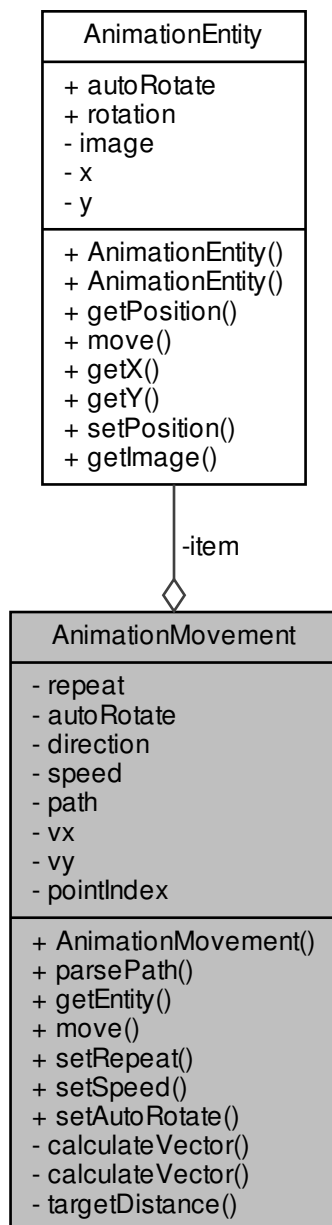 AnimationEntity
+ autoRotate
+ rotation
- image
- x
- y
+ AnimationEntity()
+ AnimationEntity()
+ getPosition()
+ move()
+ getX()
+ getY()
+ setPosition()
+ getImage()
-item
AnimationMovement
- repeat
- autoRotate
- direction
- speed
- path
- vx
- vy
- pointIndex
+ AnimationMovement()
+ parsePath()
+ getEntity()
+ move()
+ setRepeat()
+ setSpeed()
+ setAutoRotate()
- calculateVector()
- calculateVector()
- targetDistance()